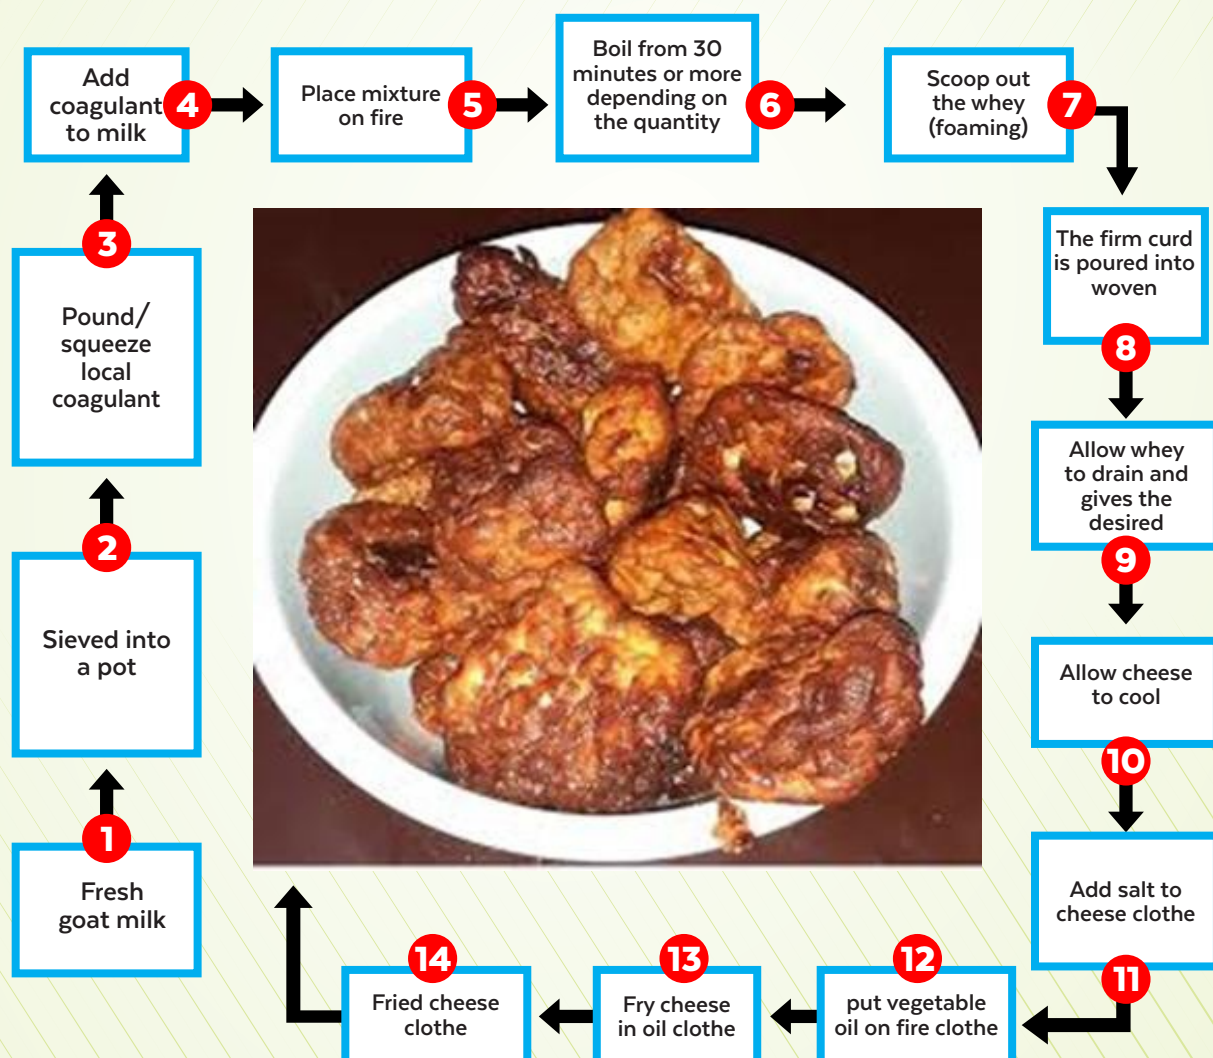 1
Fresh
goat milk
2
Sieved into
a pot
3
Pound/
squeeze
local
coagulant
4
Add
coagulant
to milk
5
Place mixture
on fire
6
Boil from 30
minutes or more
depending on
the quantity
7
Scoop out
the whey
(foaming)
8
The firm curd
is poured into
woven
9
Allow whey
to drain and
gives the
desired
10
Allow cheese
to cool
11
Add salt to
cheese clothe
12
put vegetable
oil on fire clothe
13
Fry cheese
in oil clothe
14
Fried cheese
clothe